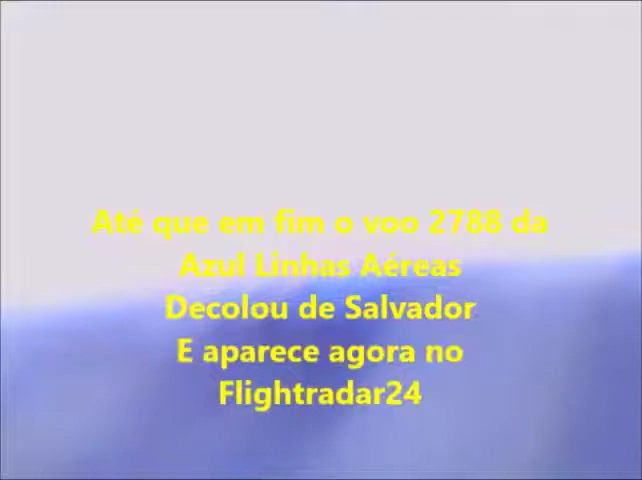 Até que em fim o voo 2788 da
Azul Linhas Aéreas
Decolou de Salvador
E aparece agora no
Flightradar24